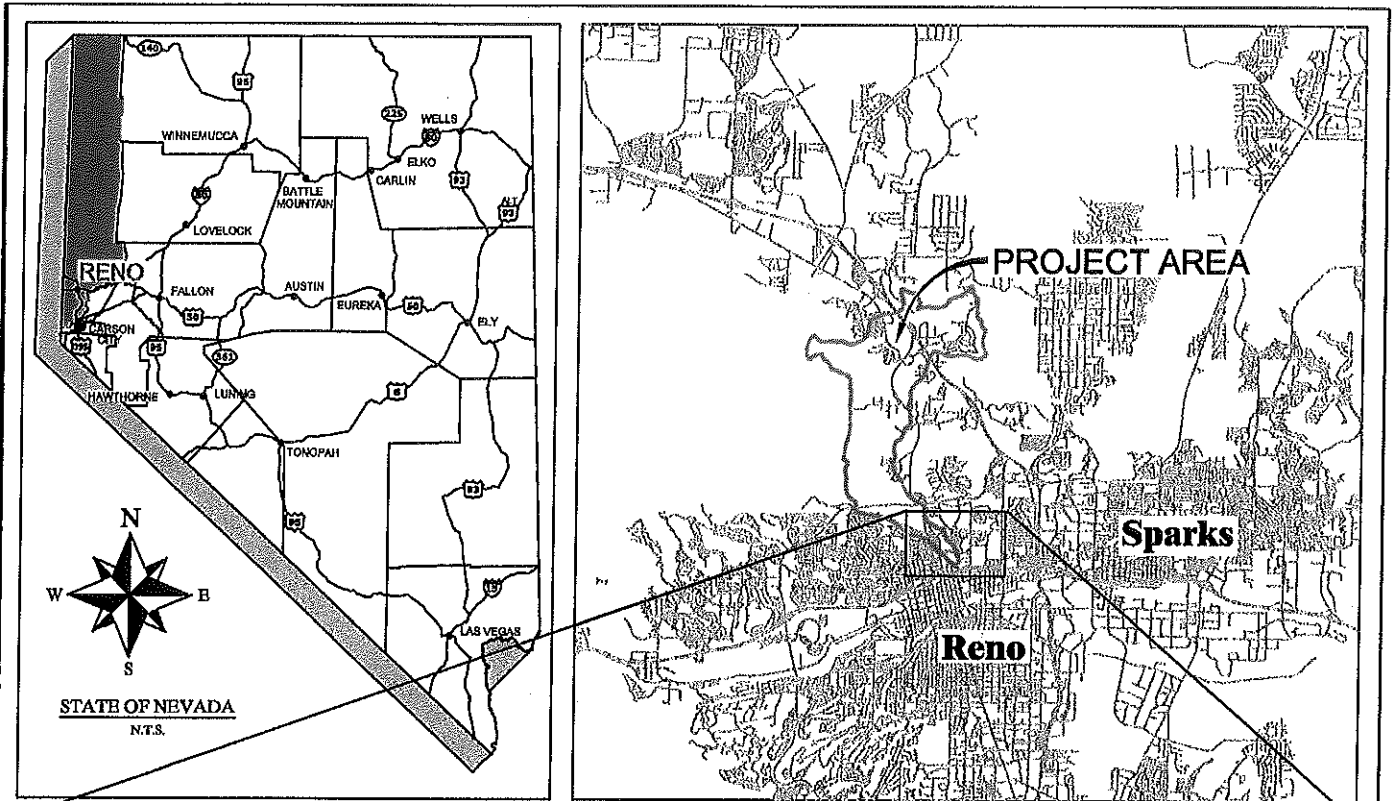 140
95
225
WELLS
80
WINNEMUCCA
ELKO
CARLIN
BATTLE
MOUNTAIN
93
ALT
93
LOVELOCK
RENO
FALLON
AUSTIN
EUREKA
50
50
ELY
CARSON
CITY
395
95
361
HAWTHORNE
LUNING
6
TONOPAH
93
95
15
LAS VEGAS
N
W
E
S
STATE OF NEVADA
N.T.S.
PROJECT AREA
Sparks
Reno